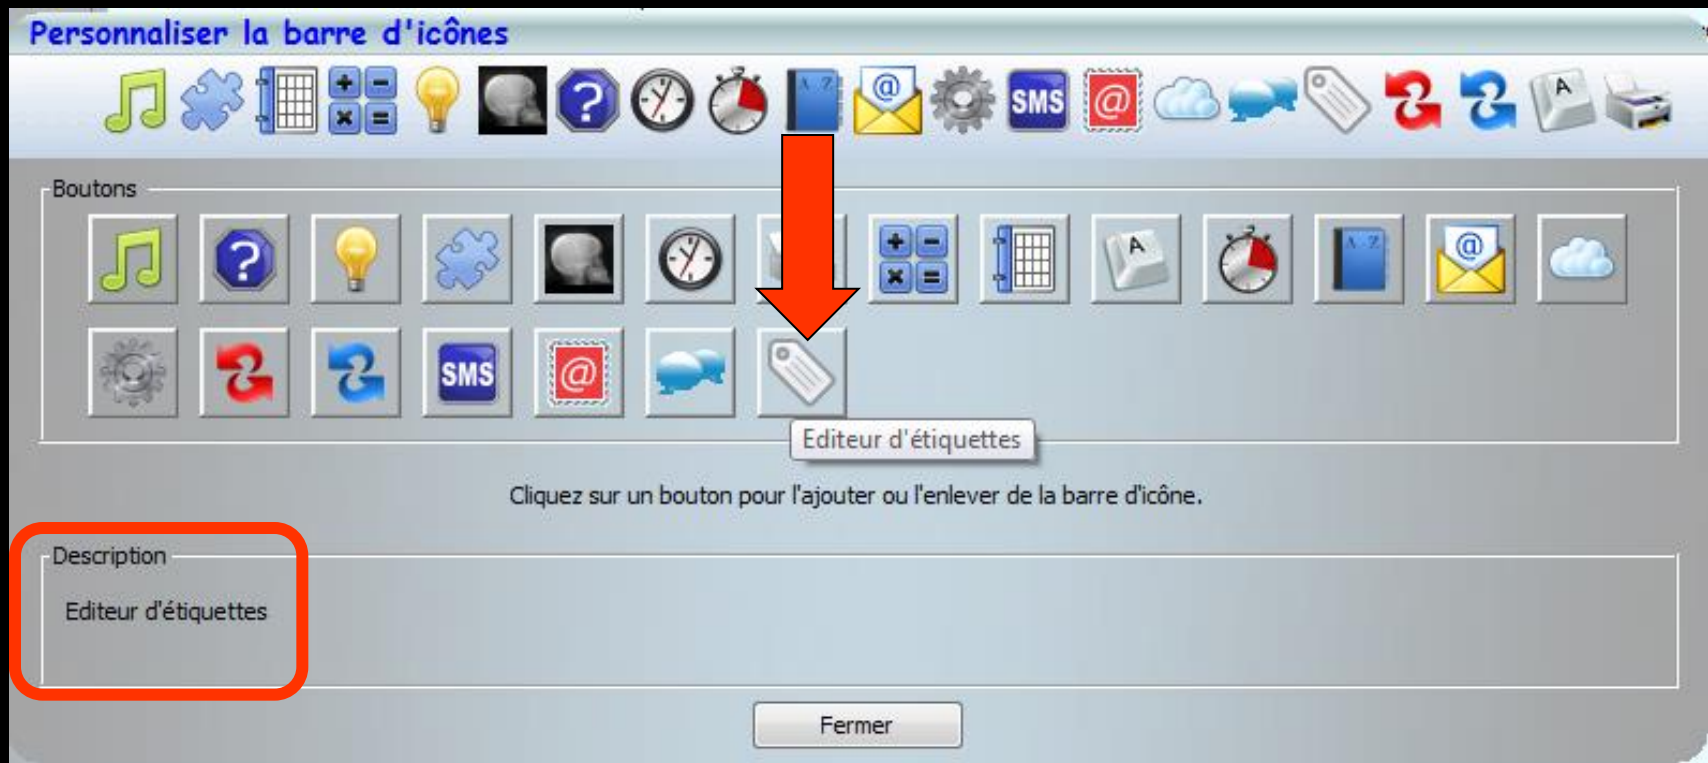 Personnaliser la barre d'icônes
SMS
A Z
@
@
A
Boutons
A
A Z
@
SMS
@
Editeur d'étiquettes
Cliquez sur un bouton pour l'ajouter ou l'enlever de la barre d'icône.
Description
Editeur d'étiquettes
Fermer